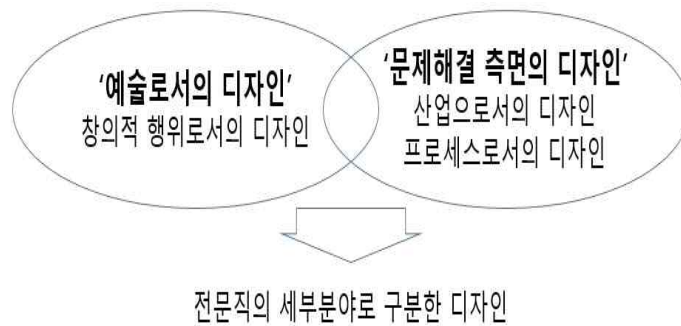 ‘예술로서의 디자인’
창의적 행위로서의 디자인
‘문제해결 측면의 디자인’
산업으로서의 디자인
프로세스로서의 디자인
전문직의 세부분야로 구분한 디자인